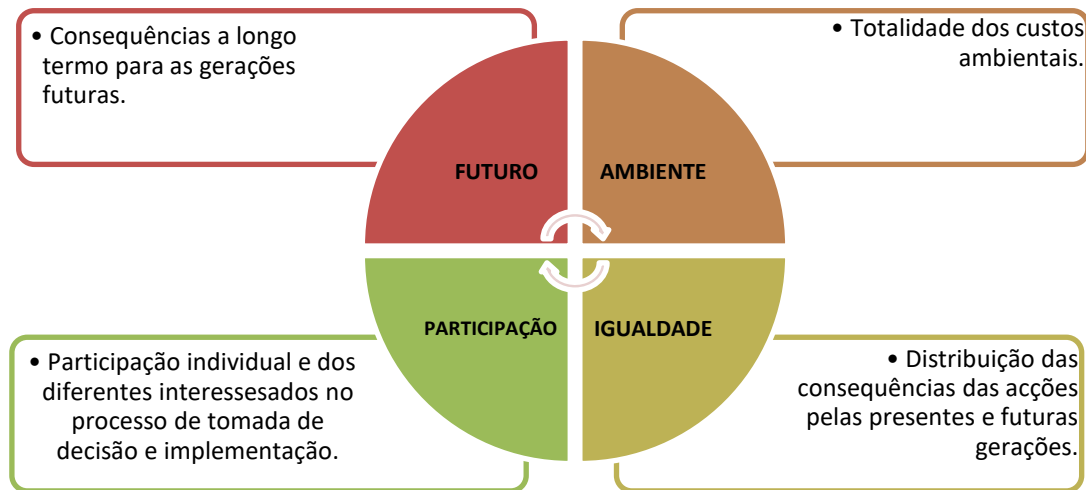 • Consequências a longo
termo para as gerações
futuras.
• Totalidade dos custos
ambientais.
FUTURO
AMBIENTE
PARTICIPAÇÃO
IGUALDADE
• Participação individual e dos
diferentes interessesados no
processo de tomada de
decisão e implementação.
• Distribuição das
consequências das acções
pelas presentes e futuras
gerações.